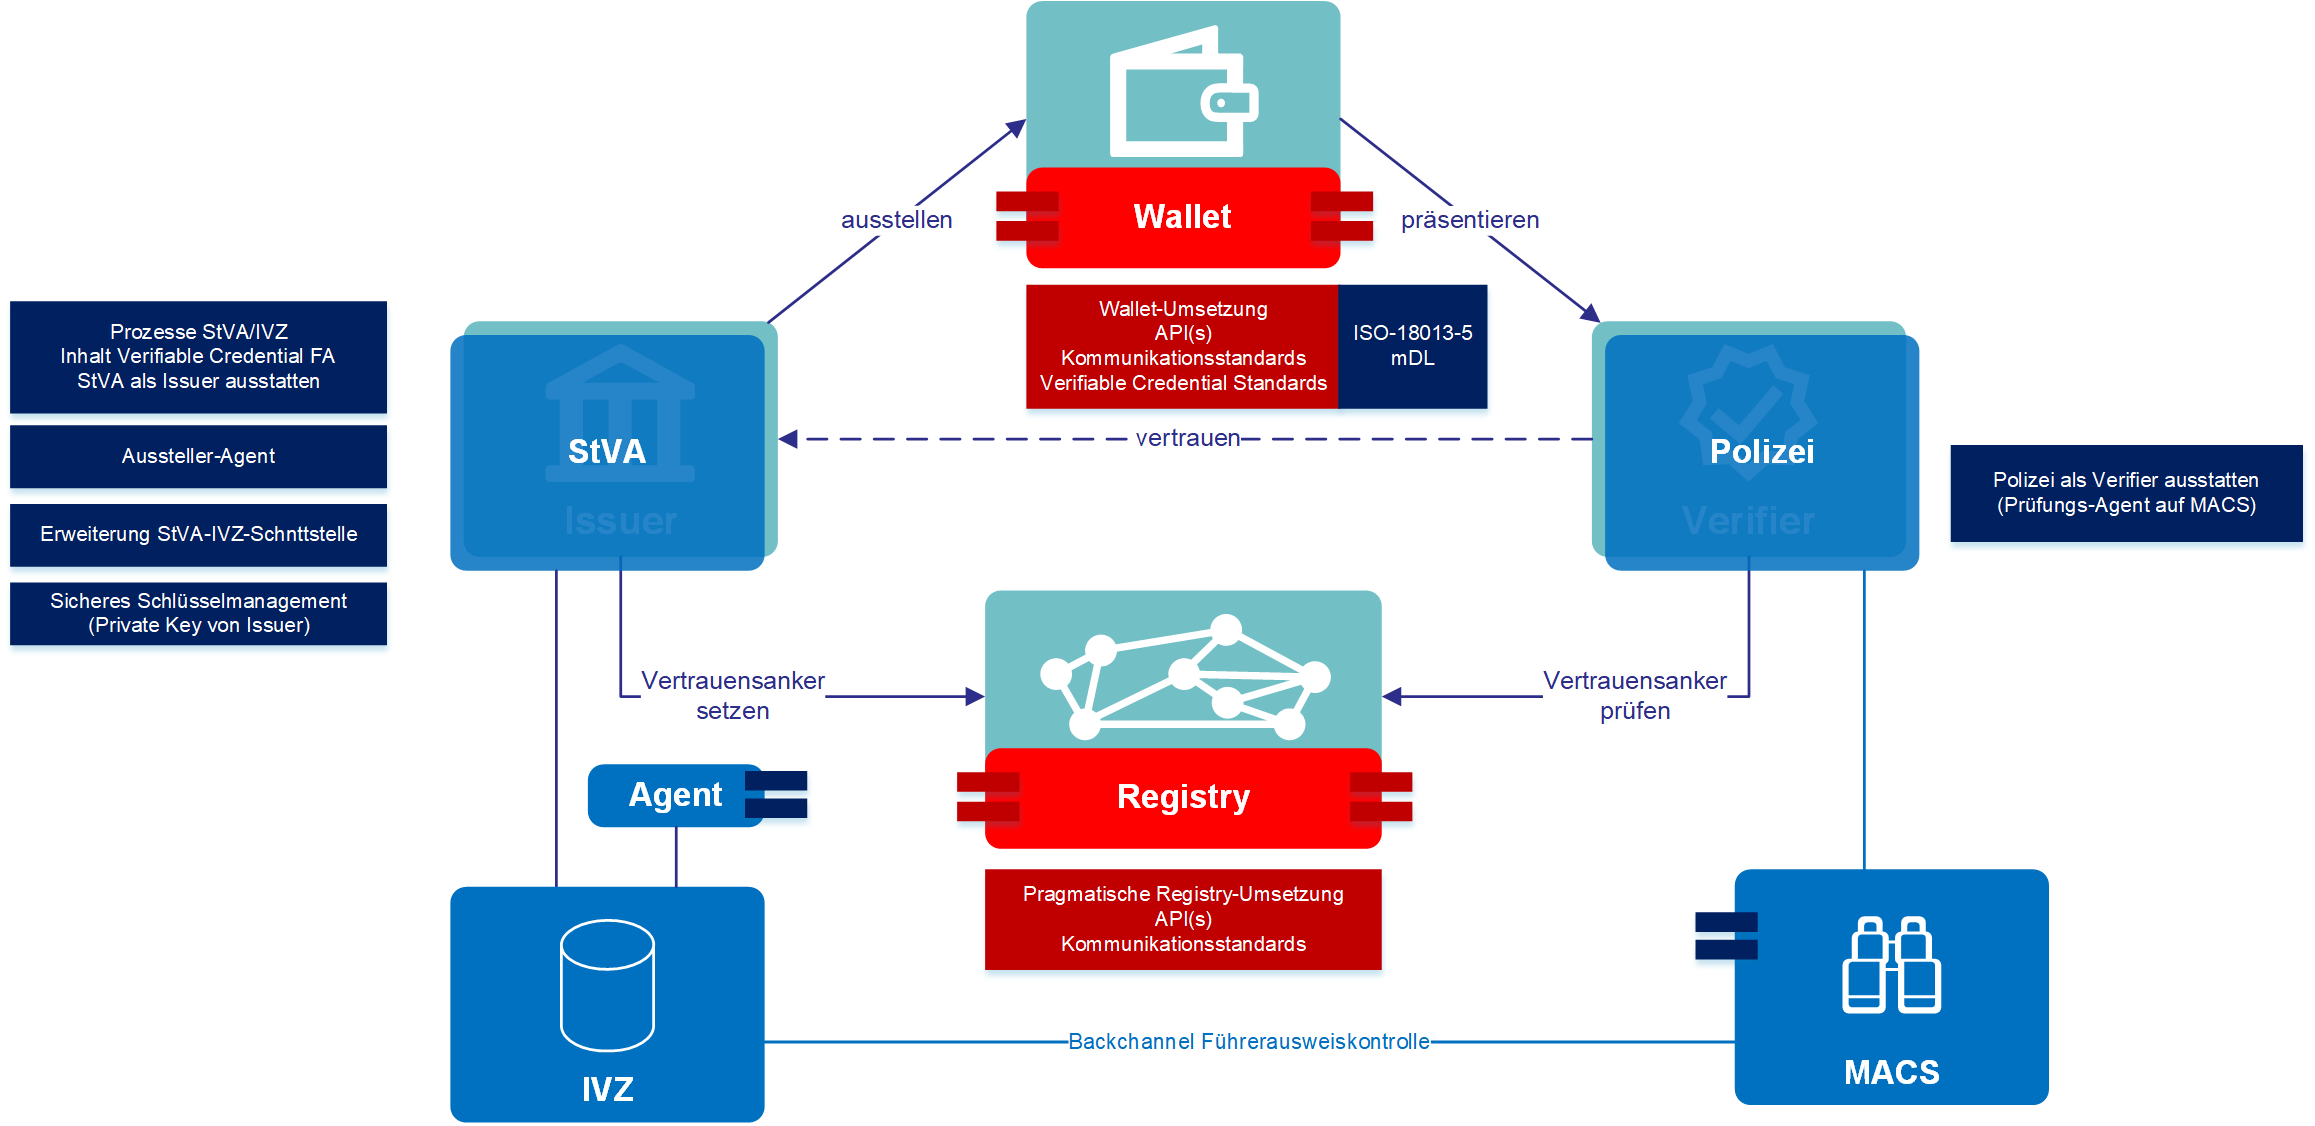 Wallet
ausstellen
präsentieren
Wallet-Umsetzung
API(s)
Kommunikationsstandards
Verifiable Credential Standards
ISO-18013-5
mDL
Prozesse StVA/IVZ
Inhalt Verifiable Credential FA
StVA als Issuer ausstatten
Aussteller-Agent
Erweiterung StVA-IVZ-Schnttstelle
Sicheres Schlüsselmanagement
(Private Key von Issuer)
StVA
Issuer
vertrauen
Polizei
Verifier
Polizei als Verifier ausstatten
(Prüfungs-Agent auf MACS)
Vertrauensanker
setzen
Vertrauensanker
prüfen
Agent
Registry
Pragmatische Registry-Umsetzung
API(s)
Kommunikationsstandards
IVZ
Backchannel Führerausweiskontrolle
MACS